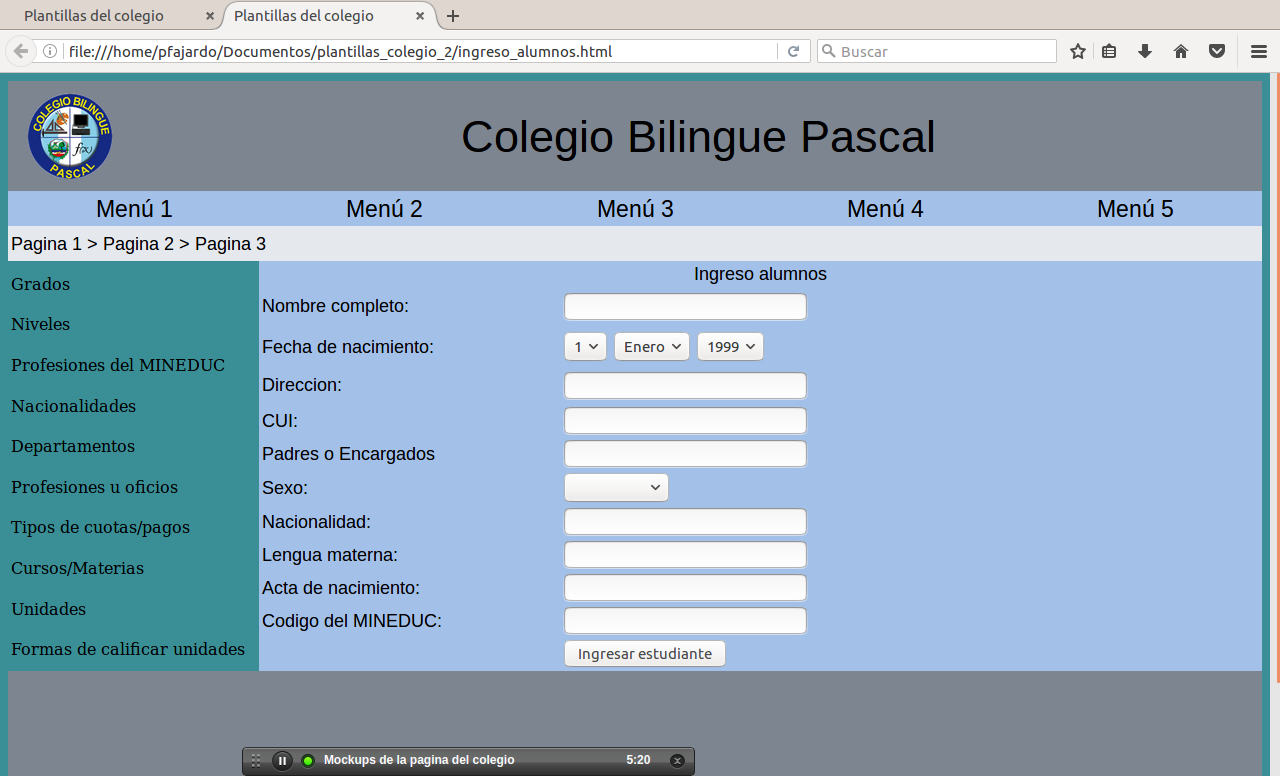 Plantillas del colegio Plantillas del colegio
file:///home/pfajardo/Documentos/plantillas_colegio_2/ingreso_alumnos.html Buscar
COLEGIO BILINGUE
f(x)
PASCAL
Colegio Bilingue Pascal
Menú 1 Menú 2 Menú 3 Menú 4 Menú 5
Pagina 1 > Pagina 2 > Pagina 3
Grados
Niveles
Profesiones del MINEDUC
Nacionalidades
Departamentos
Profesiones u oficios
Tipos de cuotas/pagos
Cursos/Materias
Unidades
Formas de calificar unidades
Ingreso alumnos
Nombre completo:
Fecha de nacimiento: 1 Enero 1999
Direccion:
CUI:
Padres o Encargados
Sexo:
Nacionalidad:
Lengua materna:
Acta de nacimiento:
Codigo del MINEDUC:
Ingresar estudiante
Mockups de la pagina del colegio 5:20